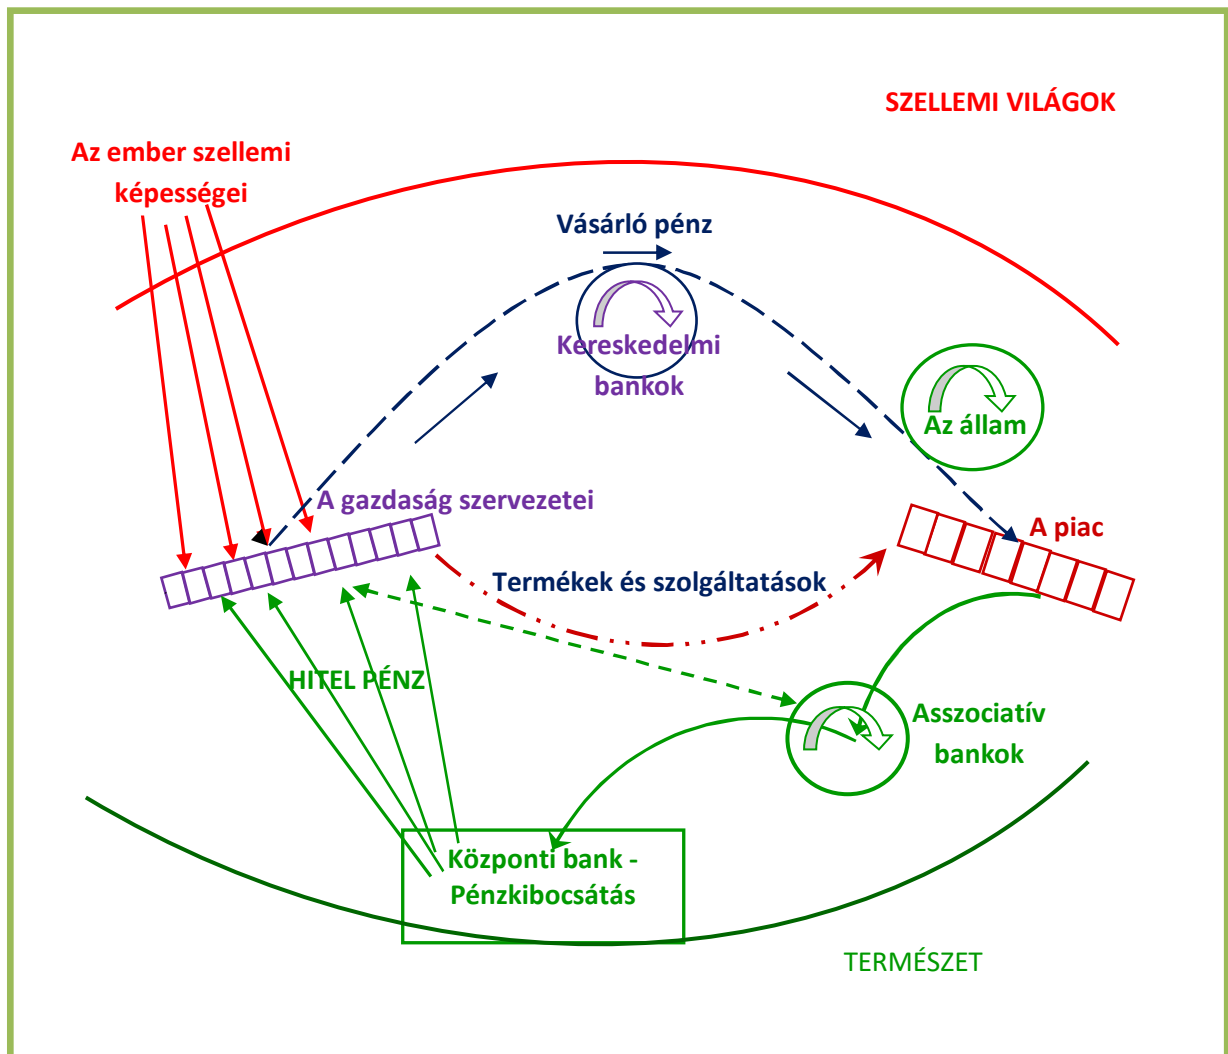 SZELLEMI VILÁGOK
Az ember szellemi
képességei
Vásárló pénz
Kereskedelmi
bankok
Az állam
A gazdaság szervezetei
A piac
Termékek és szolgáltatások
HITEL PÉNZ
Asszociatív
bankok
Központi bank -
Pénzkibocsátás
TERMÉSZET